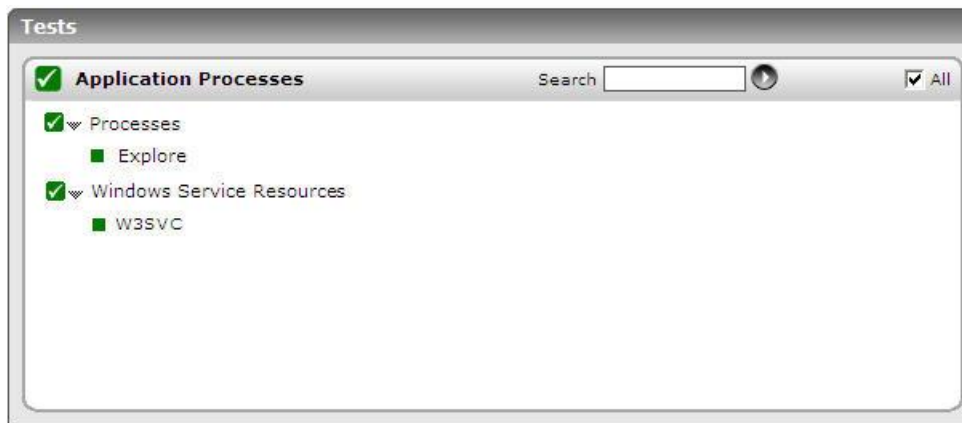 Tests
Application Processes Search All
Processes
Explore
Windows Service Resources
W3SVC